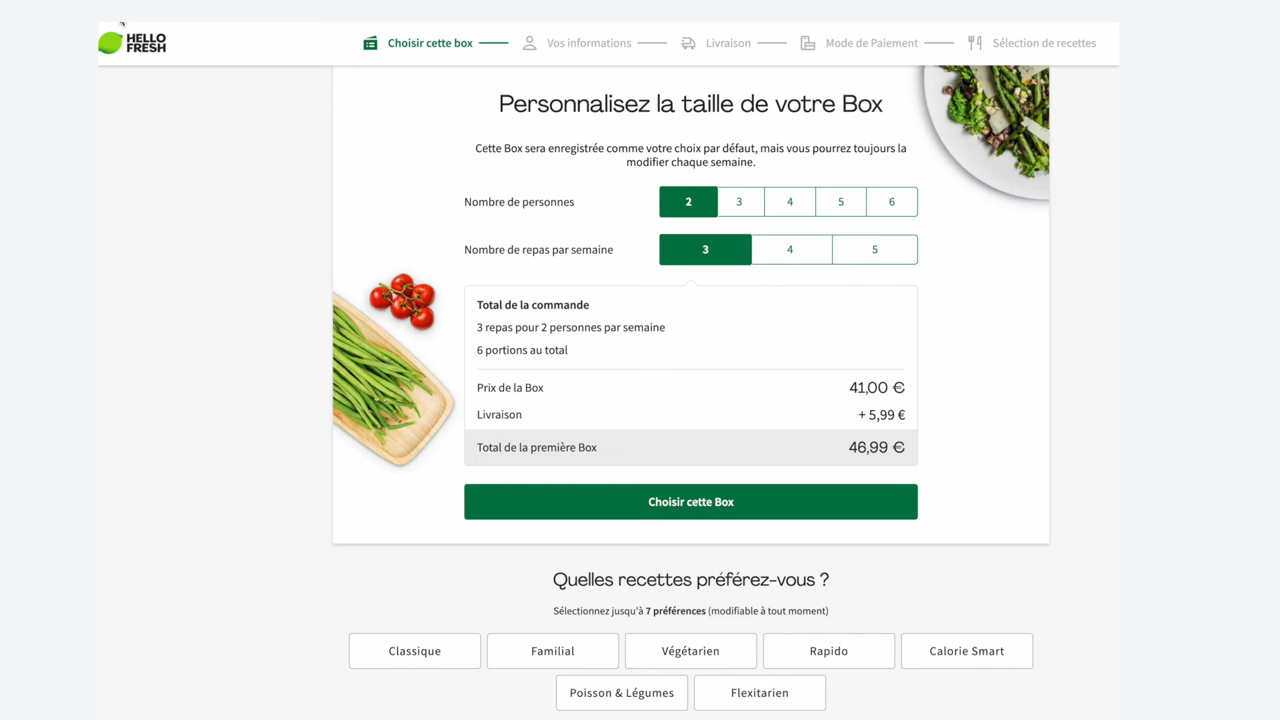 HELLO
FRESH
Choisir cette box
Vos informations
Livraison
Mode de Paiement
Sélection de recettes
Personnalisez la taille de votre Box
Cette Box sera enregistrée comme votre choix par défaut, mais vous pourrez toujours la
modifier chaque semaine.
Nombre de personnes
2 3 4 5 6
Nombre de repas par semaine
3 4 5
Total de la commande
3 repas pour 2 personnes par semaine
6 portions au total
Prix de la Box 41,00 €
Livraison + 5,99 €
Total de la première Box 46,99 €
Choisir cette Box
Quelles recettes préférez-vous ?
Sélectionnez jusqu'à 7 préférences (modifiable à tout moment)
Classique
Familial
Végétarien
Rapido
Calorie Smart
Poisson & Légumes
Flexitarien